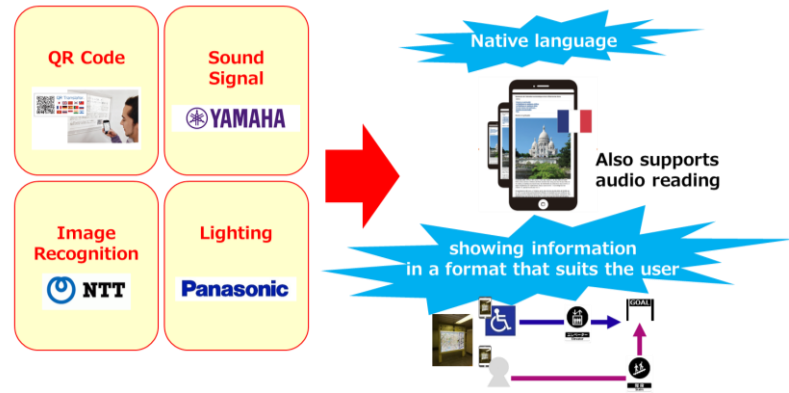 QR Code
Sound
Signal
YAMAHA
Image
Recognition
NTT
Lighting
Panasonic
Native language
Also supports
audio reading
showing information
in a format that suits the user
GOAL